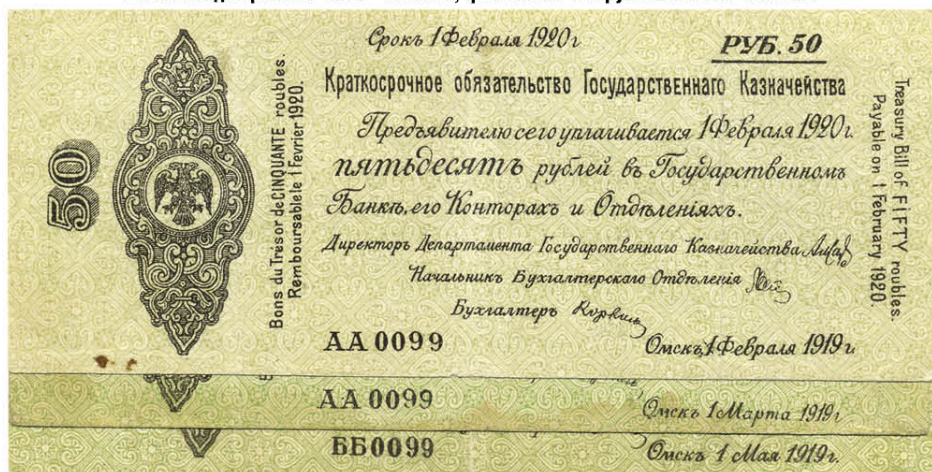 Срокъ 1 Февраля 1920 г
РУБ. 50
Краткосрочное обязательство Государственнаго Казначейства
Предъявителю сего уплачивается 1 Февраля 1920 г.
пятьдесятъ рублей въ Государственномъ
Банкѣ, его Конторахъ и Отдѣленіяхъ.
Директоръ Департамента Государственнаго Казначейства
Начальникъ Бухгалтерскаго Отдѣленія
Бухгалтеръ
АА 0099
Омскъ, 1 Февраля 1919 г.
50
Bons du Trésor de CINQUANTE roubles.
Remboursable le 1 Fevrier 1920.
Treasury Bill of FIFTY roubles.
Payable on 1 February 1920
АА 0099
Омскъ 1 Марта 1919 г.
ББ0099
Омскъ 1 Мая 1919 г.